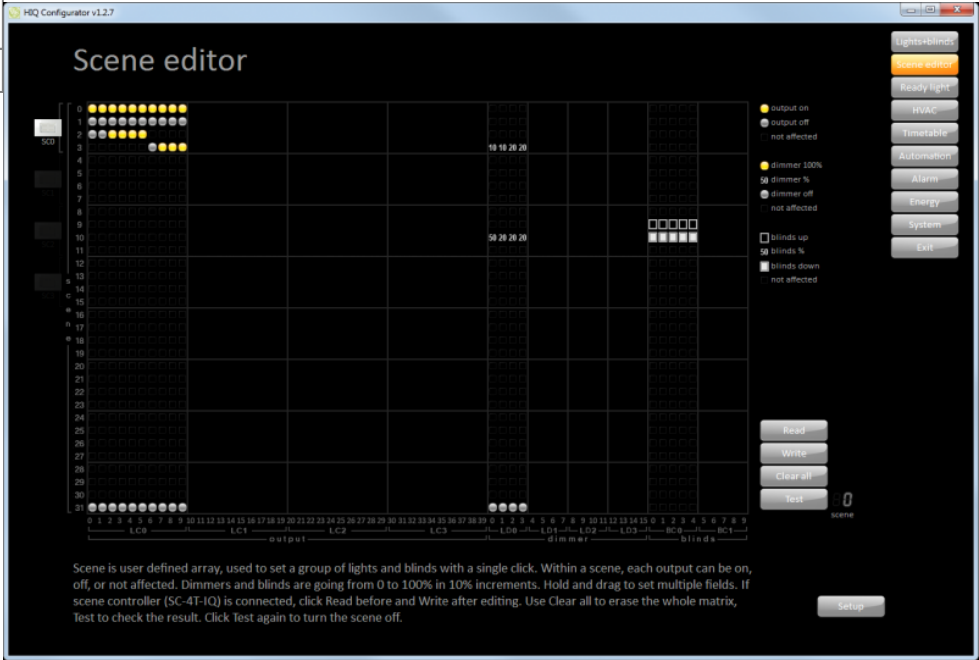 HIQ Configurator v1.2.7
Scene editor
Lights+blinds
Scene editor
Ready light
HVAC
Timetable
Automation
Alarm
Energy
System
Exit
SC0
0
1
2
3 10 10 20 20
4
5
6
7
8
9
10 50 20 20 20
11
12
13
14
15
16
17
18
19
20
21
22
23
24
25
26
27
28
29
30
31
scene
output on
output off
not affected
dimmer 100%
50 dimmer %
dimmer off
not affected
blinds up
50 blinds %
blinds down
not affected
Read
Write
Clear all
Test
0
scene
0 1 2 3 4 5 6 7 8 9 10 11 12 13 14 15 16 17 18 19 20 21 22 23 24 25 26 27 28 29 30 31 32 33 34 35 36 37 38 39 0 1 2 3 4 5 6 7 8 9 10 11 12 13 14 15 0 1 2 3 4 5 6 7 8 9
LC0 LC1 LC2 LC3 LD0 LD1 LD2 LD3 BC0 BC1
output dimmer blinds
Scene is user defined array, used to set a group of lights and blinds with a single click. Within a scene, each output can be on,
off, or not affected. Dimmers and blinds are going from 0 to 100% in 10% increments. Hold and drag to set multiple fields. If
scene controller (SC-4T-IQ) is connected, click Read before and Write after editing. Use Clear all to erase the whole matrix,
Test to check the result. Click Test again to turn the scene off.
Setup